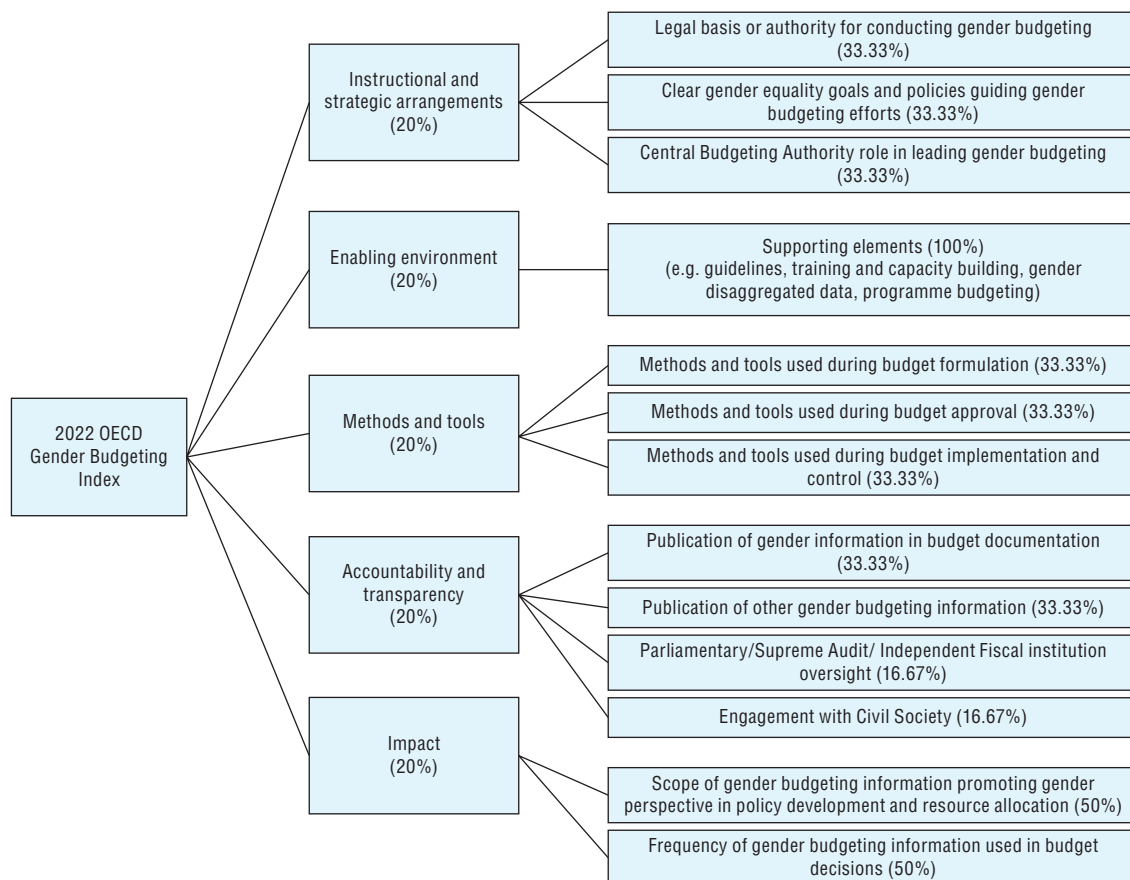 2022 OECD
Gender Budgeting
Index
Instructional and
strategic arrangements
(20%)
Legal basis or authority for conducting gender budgeting
(33.33%)
Clear gender equality goals and policies guiding gender
budgeting efforts (33.33%)
Central Budgeting Authority role in leading gender budgeting
(33.33%)
Enabling environment
(20%)
Supporting elements (100%)
(e.g. guidelines, training and capacity building, gender
disaggregated data, programme budgeting)
Methods and tools
(20%)
Methods and tools used during budget formulation (33.33%)
Methods and tools used during budget approval (33.33%)
Methods and tools used during budget implementation and
control (33.33%)
Accountability and
transparency
(20%)
Publication of gender information in budget documentation
(33.33%)
Publication of other gender budgeting information (33.33%)
Parliamentary/Supreme Audit/ Independent Fiscal institution
oversight (16.67%)
Engagement with Civil Society (16.67%)
Impact
(20%)
Scope of gender budgeting information promoting gender
perspective in policy development and resource allocation (50%)
Frequency of gender budgeting information used in budget
decisions (50%)